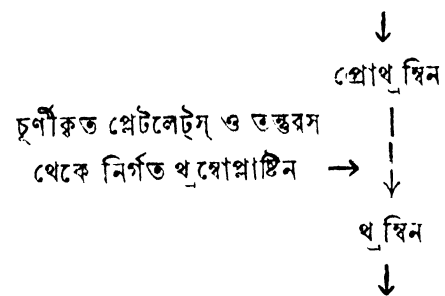 প্রোথ্রম্বিন
চূর্ণীকৃত প্লেটলেট্‌স্ ও তন্তুরস
থেকে নির্গত থ্রম্বোপ্লাষ্টিন
থ্রম্বিন